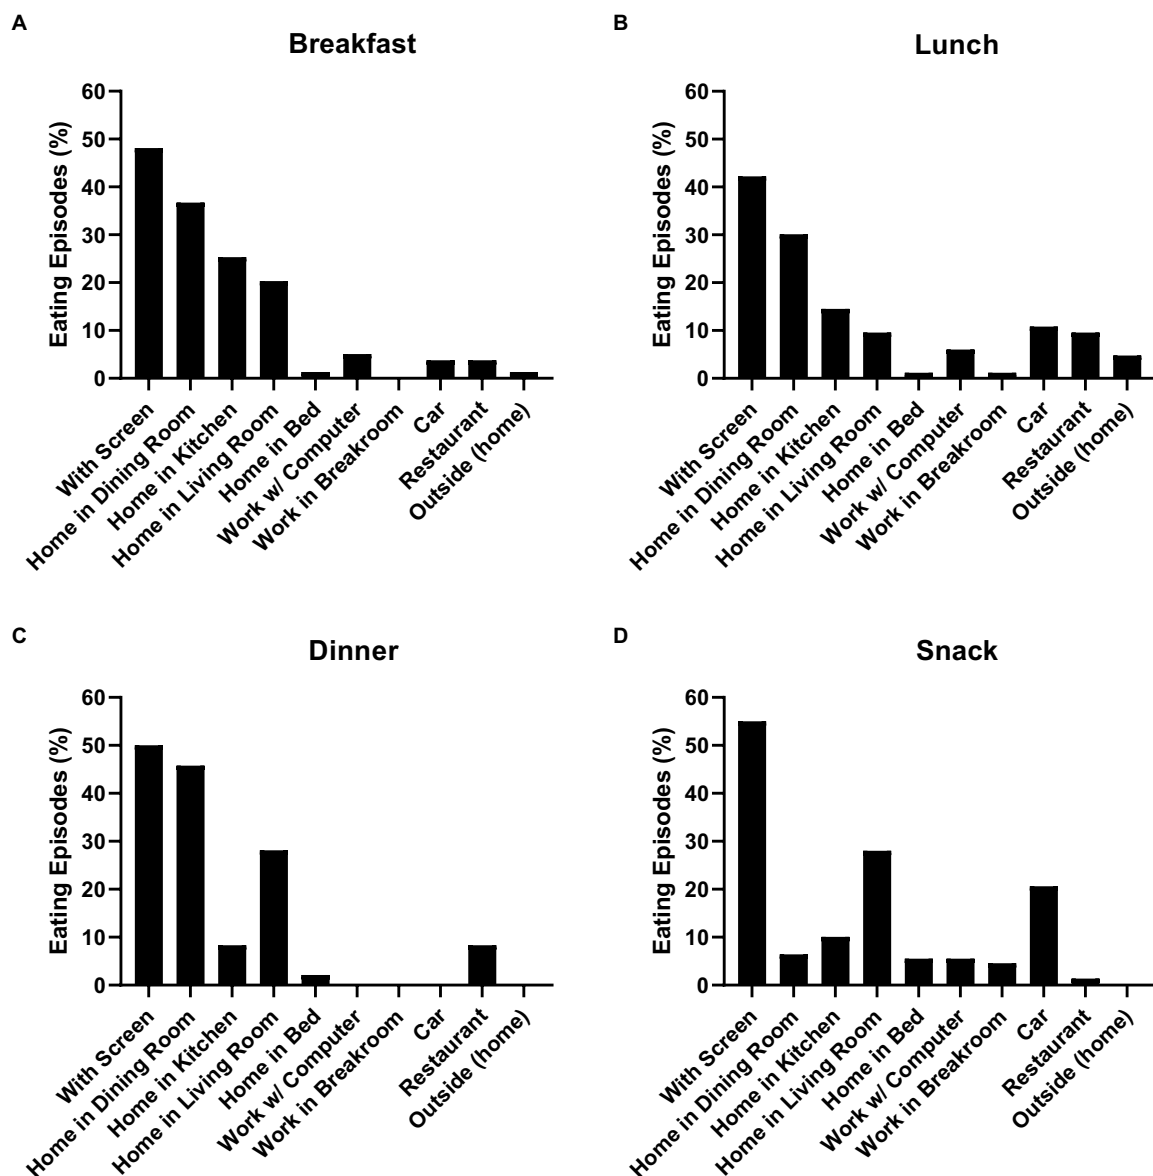 A
Breakfast
Eating Episodes (%)
60
50
40
30
20
10
0
With Screen
Home in Dining Room
Home in Kitchen
Home in Living Room
Home in Bed
Work w/ Computer
Work in Breakroom
Car
Restaurant
Outside (home)
B
Lunch
Eating Episodes (%)
60
50
40
30
20
10
0
With Screen
Home in Dining Room
Home in Kitchen
Home in Living Room
Home in Bed
Work w/ Computer
Work in Breakroom
Car
Restaurant
Outside (home)
C
Dinner
Eating Episodes (%)
60
50
40
30
20
10
0
With Screen
Home in Dining Room
Home in Kitchen
Home in Living Room
Home in Bed
Work w/ Computer
Work in Breakroom
Car
Restaurant
Outside (home)
D
Snack
Eating Episodes (%)
60
50
40
30
20
10
0
With Screen
Home in Dining Room
Home in Kitchen
Home in Living Room
Home in Bed
Work w/ Computer
Work in Breakroom
Car
Restaurant
Outside (home)